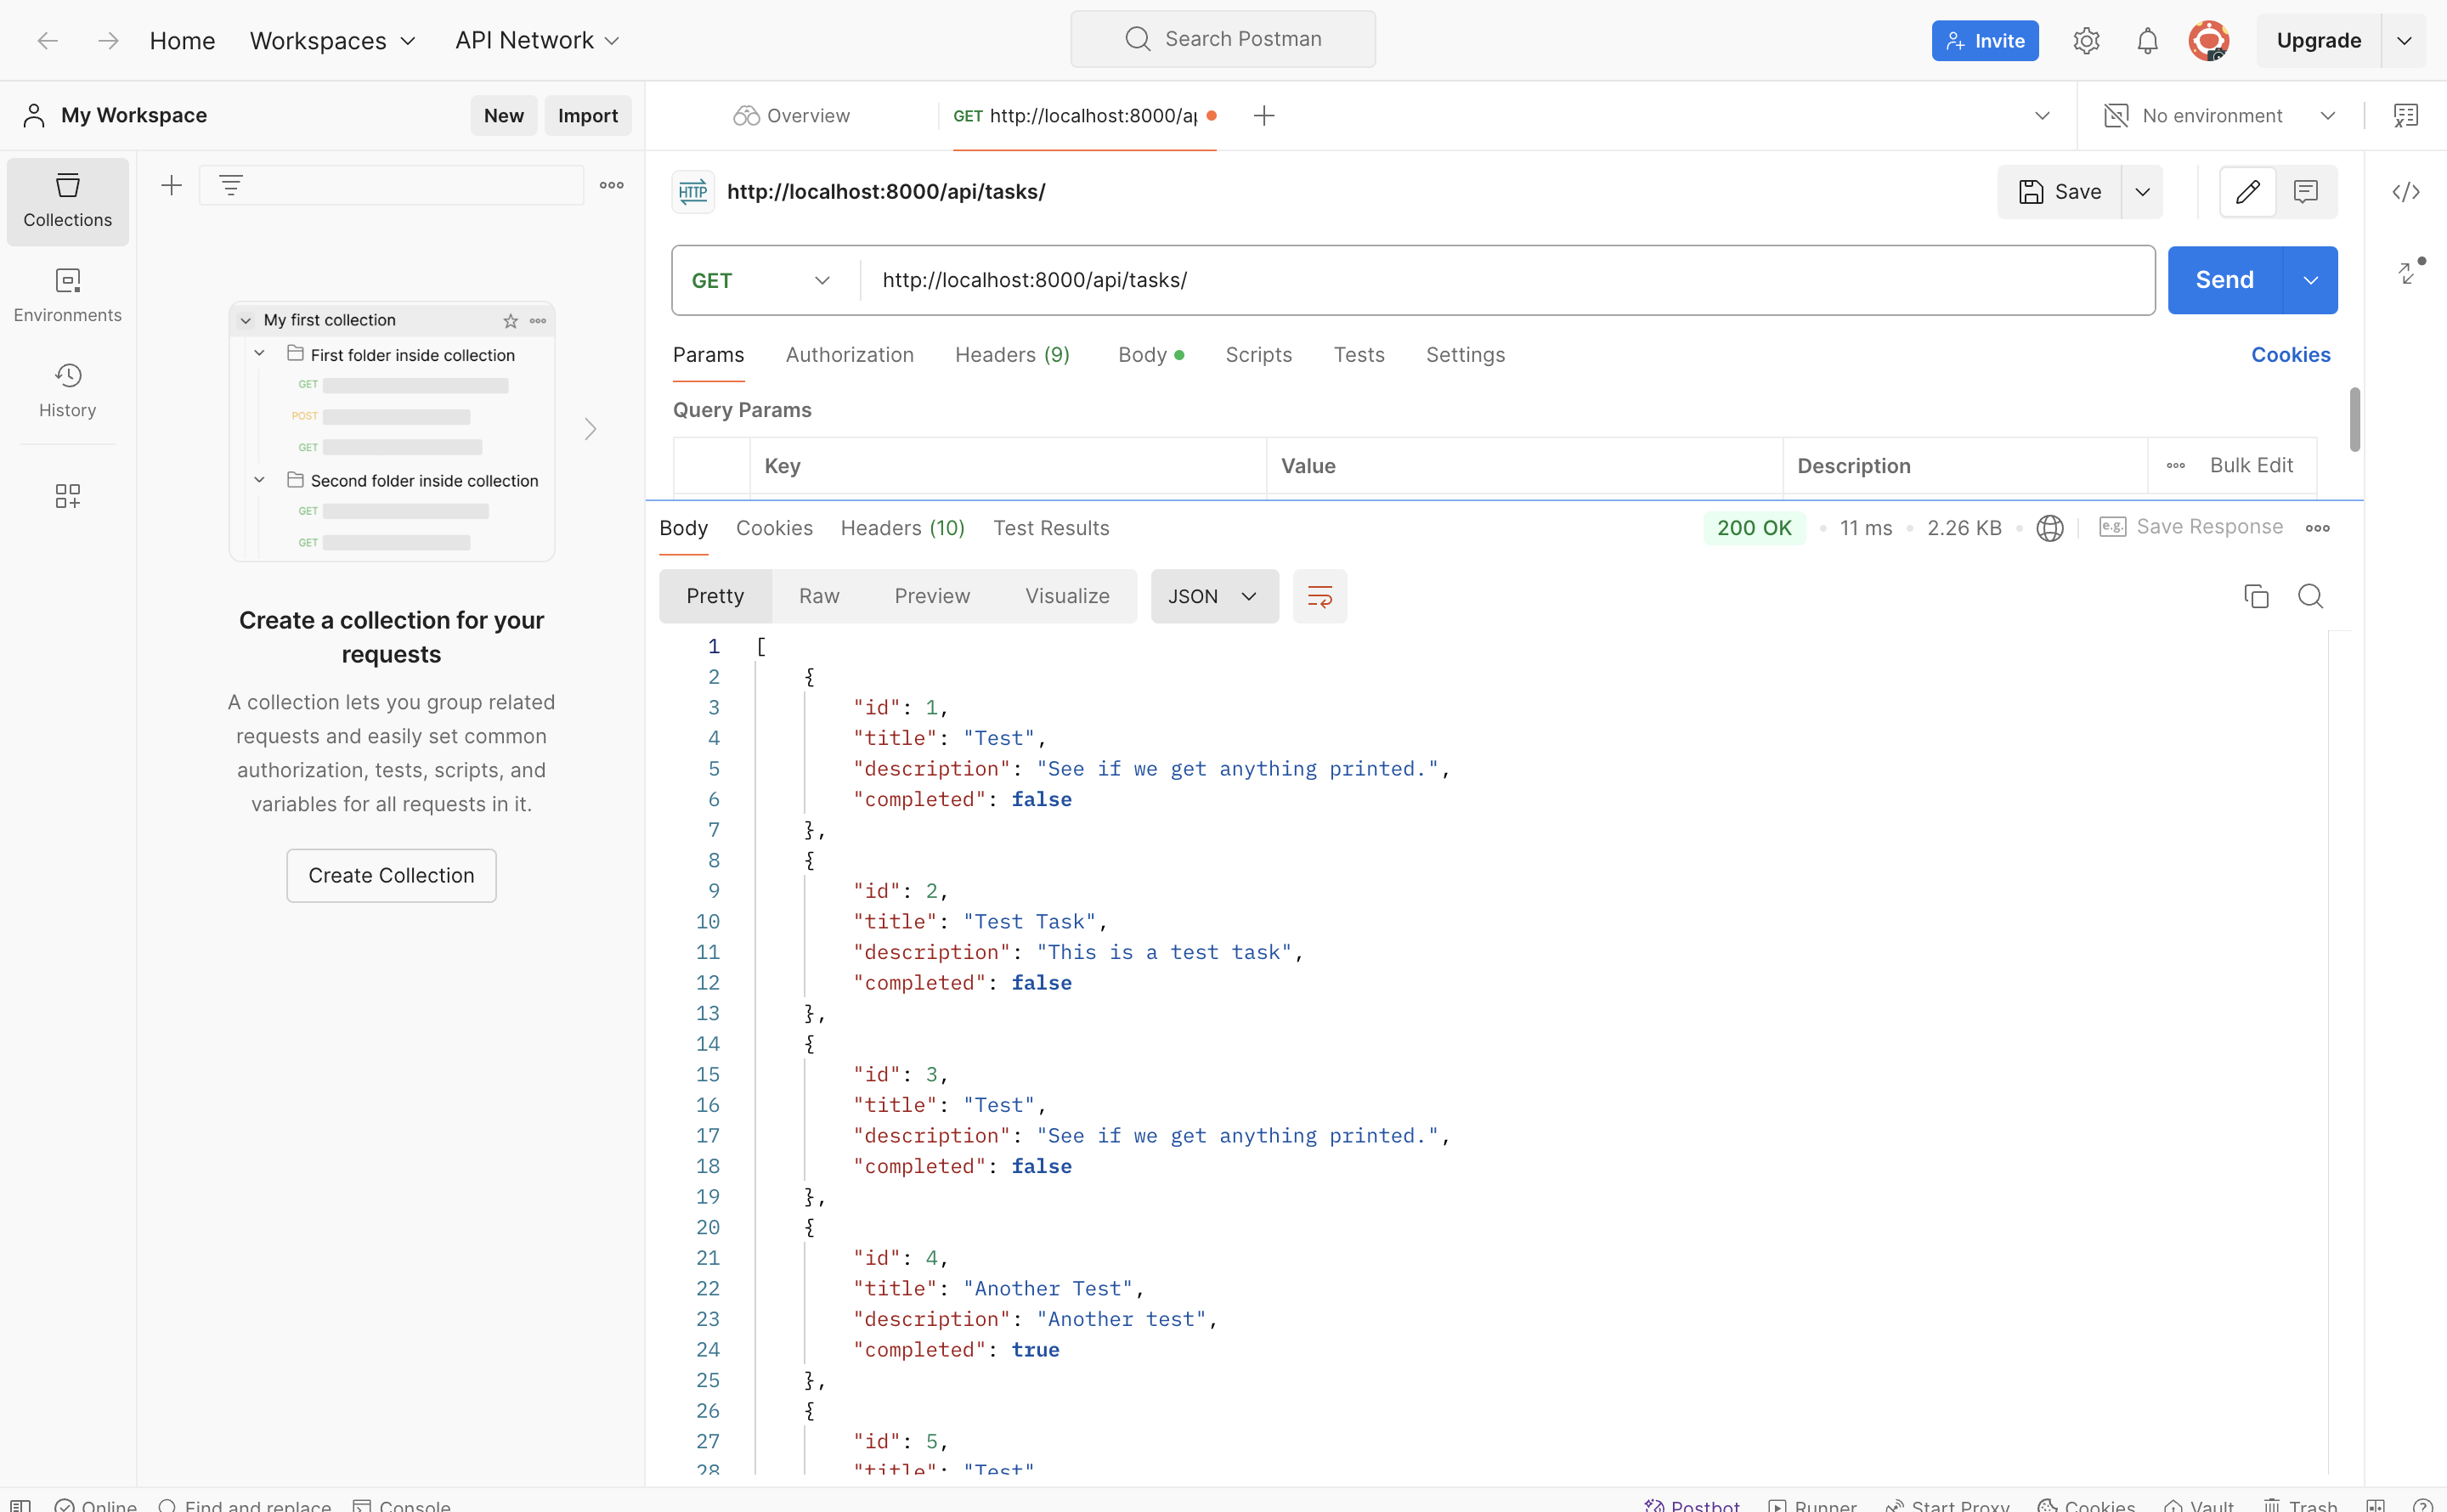 Home Workspaces API Network Search Postman Invite Upgrade
My Workspace New Import Overview GET http://localhost:8000/ap No environment
Collections
Environments
History
My first collection
First folder inside collection
GET
POST
GET
Second folder inside collection
GET
GET
Create a collection for your
requests
A collection lets you group related
requests and easily set common
authorization, tests, scripts, and
variables for all requests in it.
Create Collection
HTTP http://localhost:8000/api/tasks/ Save
GET http://localhost:8000/api/tasks/ Send
Params Authorization Headers (9) Body Scripts Tests Settings Cookies
Query Params
Key Value Description Bulk Edit
Body Cookies Headers (10) Test Results 200 OK 11 ms 2.26 KB e.g. Save Response
Pretty Raw Preview Visualize JSON
1 [
2 {
3 "id": 1,
4 "title": "Test",
5 "description": "See if we get anything printed.",
6 "completed": false
7 },
8 {
9 "id": 2,
10 "title": "Test Task",
11 "description": "This is a test task",
12 "completed": false
13 },
14 {
15 "id": 3,
16 "title": "Test",
17 "description": "See if we get anything printed.",
18 "completed": false
19 },
20 {
21 "id": 4,
22 "title": "Another Test",
23 "description": "Another test",
24 "completed": true
25 },
26 {
27 "id": 5,
28 "title": "Test"
Online Find and replace Console Postbot Runner Start Proxy Cookies Vault Trash